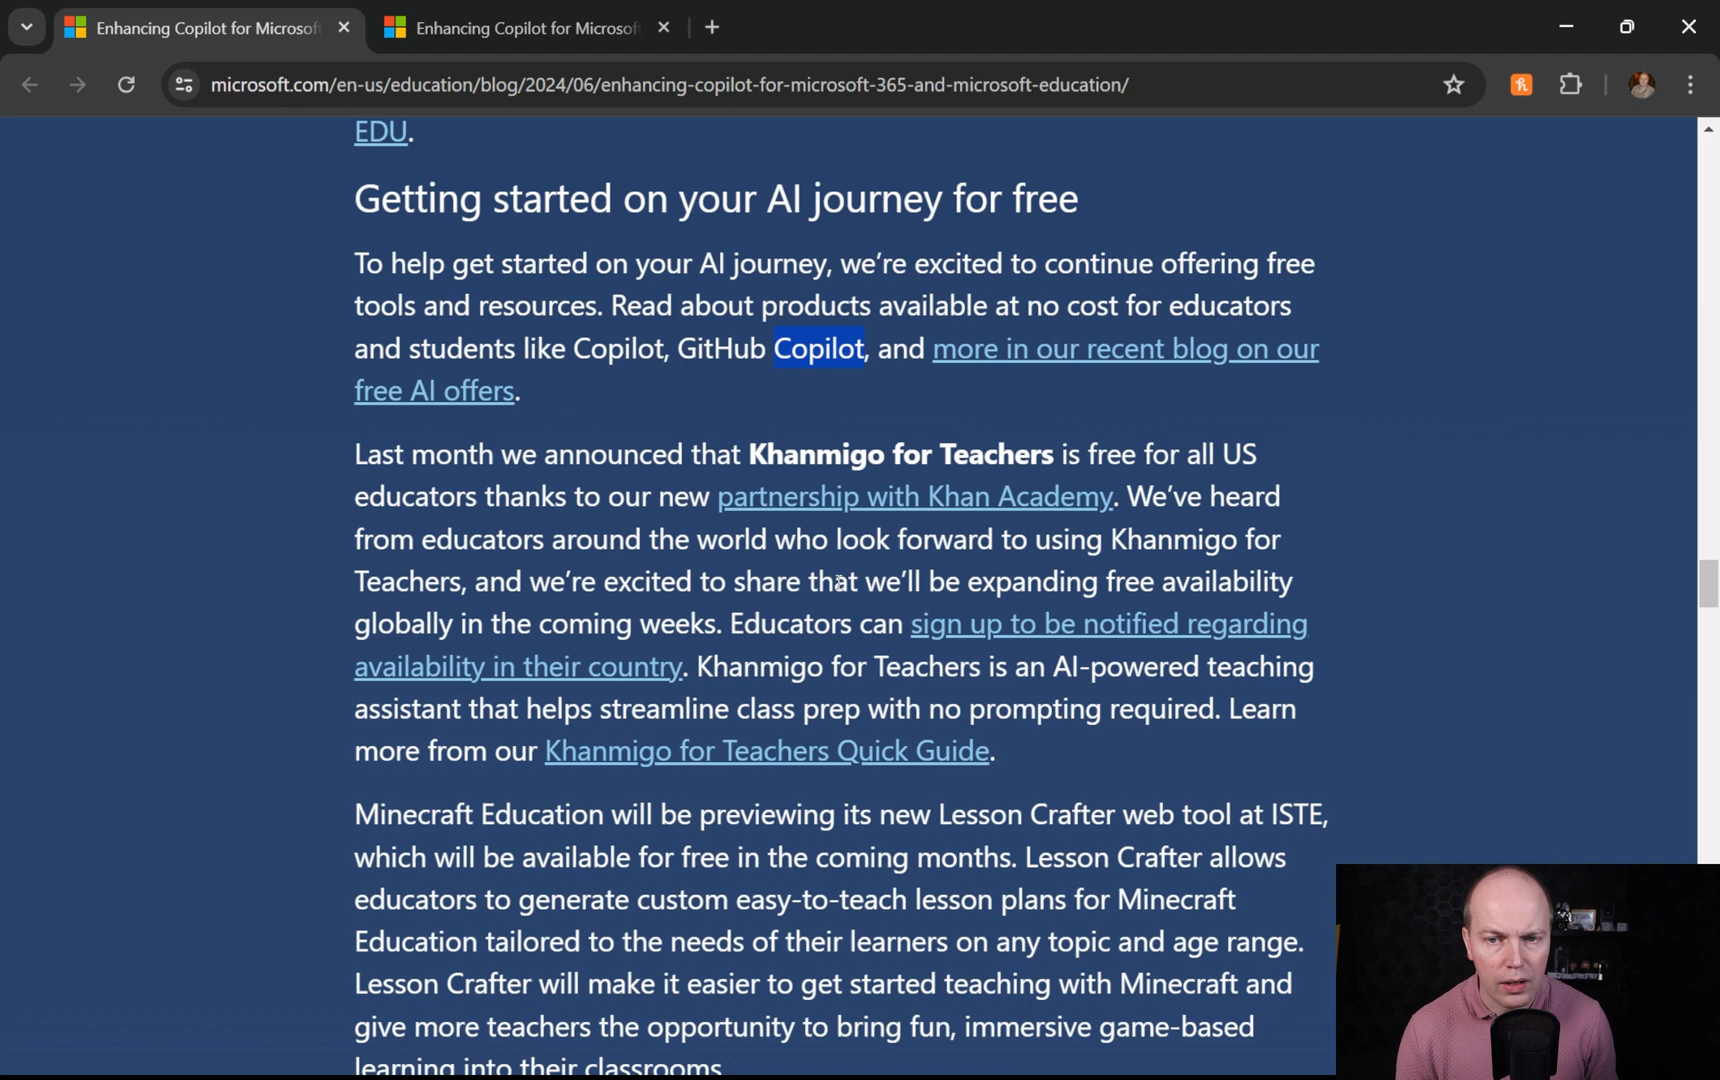 Enhancing Copilot for Microsof
Enhancing Copilot for Microsof
microsoft.com/en-us/education/blog/2024/06/enhancing-copilot-for-microsoft-365-and-microsoft-education/
EDU.
Getting started on your AI journey for free
To help get started on your AI journey, we’re excited to continue offering free
tools and resources. Read about products available at no cost for educators
and students like Copilot, GitHub Copilot, and more in our recent blog on our
free AI offers.
Last month we announced that Khanmigo for Teachers is free for all US
educators thanks to our new partnership with Khan Academy. We’ve heard
from educators around the world who look forward to using Khanmigo for
Teachers, and we’re excited to share that we’ll be expanding free availability
globally in the coming weeks. Educators can sign up to be notified regarding
availability in their country. Khanmigo for Teachers is an AI-powered teaching
assistant that helps streamline class prep with no prompting required. Learn
more from our Khanmigo for Teachers Quick Guide.
Minecraft Education will be previewing its new Lesson Crafter web tool at ISTE,
which will be available for free in the coming months. Lesson Crafter allows
educators to generate custom easy-to-teach lesson plans for Minecraft
Education tailored to the needs of their learners on any topic and age range.
Lesson Crafter will make it easier to get started teaching with Minecraft and
give more teachers the opportunity to bring fun, immersive game-based
learning into their classrooms